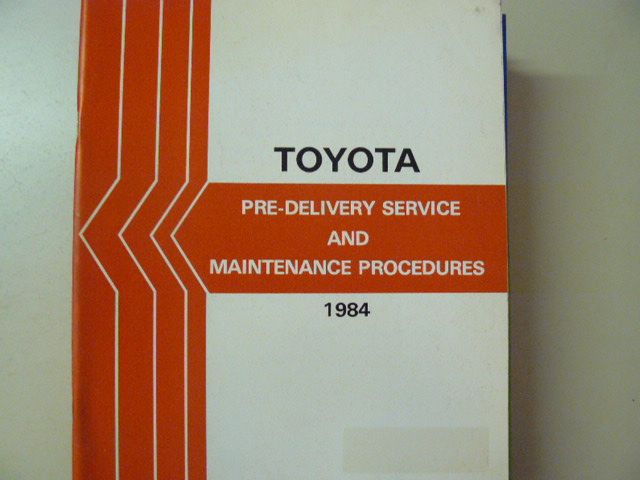 TOYOTA
PRE-DELIVERY SERVICE
AND
MAINTENANCE PROCEDURES
1984